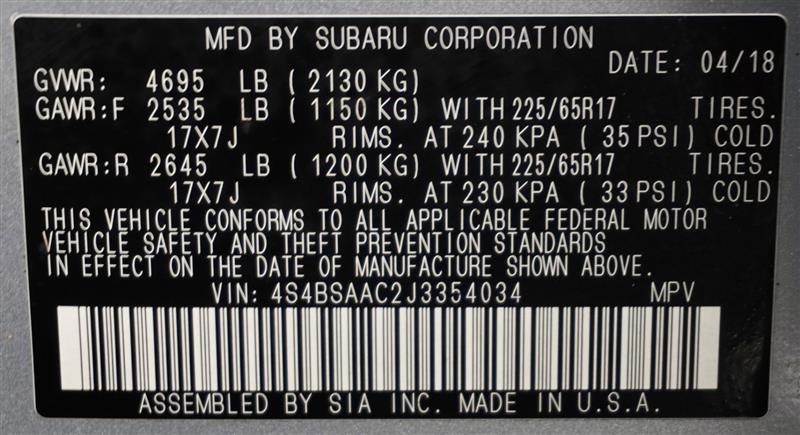 MFD BY SUBARU CORPORATION
DATE: 04/18
GVWR: 4695 LB (2130 KG)
GAWR:F 2535 LB (1150 KG) WITH 225/65R17 TIRES.
17X7J RIMS. AT 240 KPA (35 PSI) COLD
GAWR:R 2645 LB (1200 KG) WITH 225/65R17 TIRES.
17X7J RIMS. AT 230 KPA (33 PSI) COLD
THIS VEHICLE CONFORMS TO ALL APPLICABLE FEDERAL MOTOR
VEHICLE SAFETY AND THEFT PREVENTION STANDARDS
IN EFFECT ON THE DATE OF MANUFACTURE SHOWN ABOVE.
VIN: 4S4BSAAC2J3354034 MPV
ASSEMBLED BY SIA INC. MADE IN U.S.A.